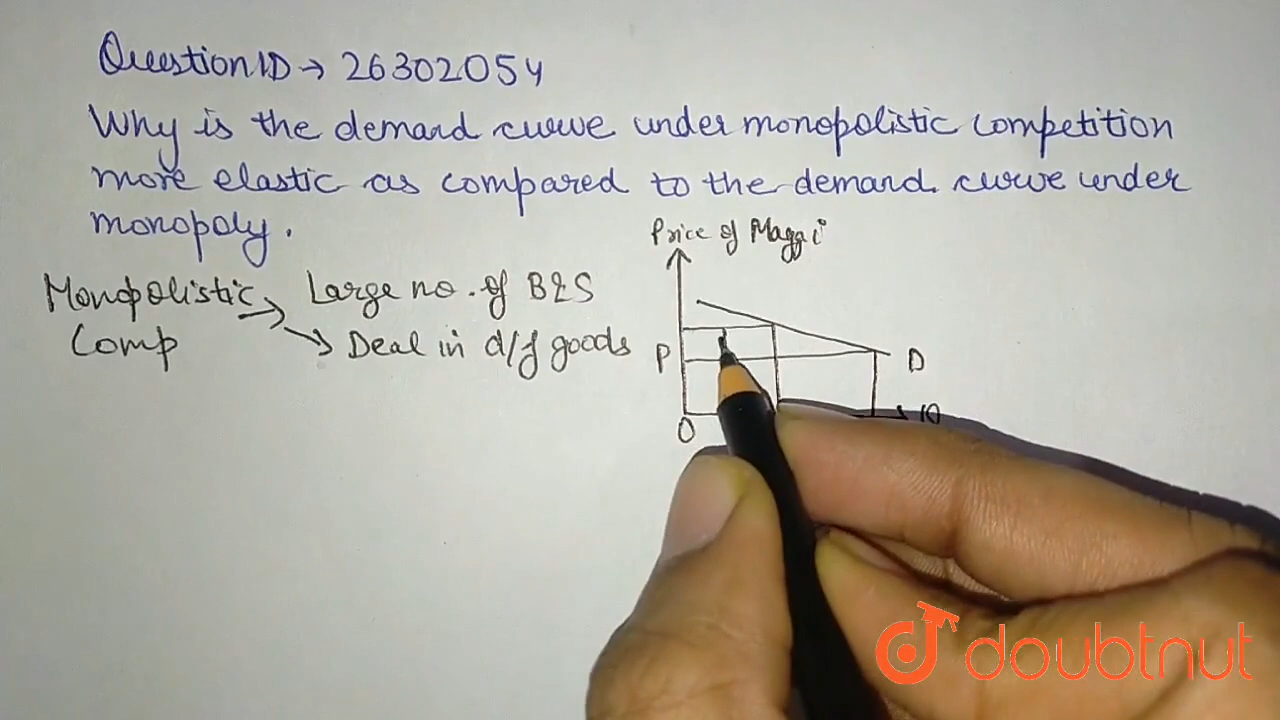 Question ID → 26302054
Why is the demand curve under monopolistic competition
more elastic as compared to the demand curve under
monopoly.
Price of Maggi
Monopolistic Large no. of B&S
Comp Deal in d/f goods
P
D
O
doubtnut